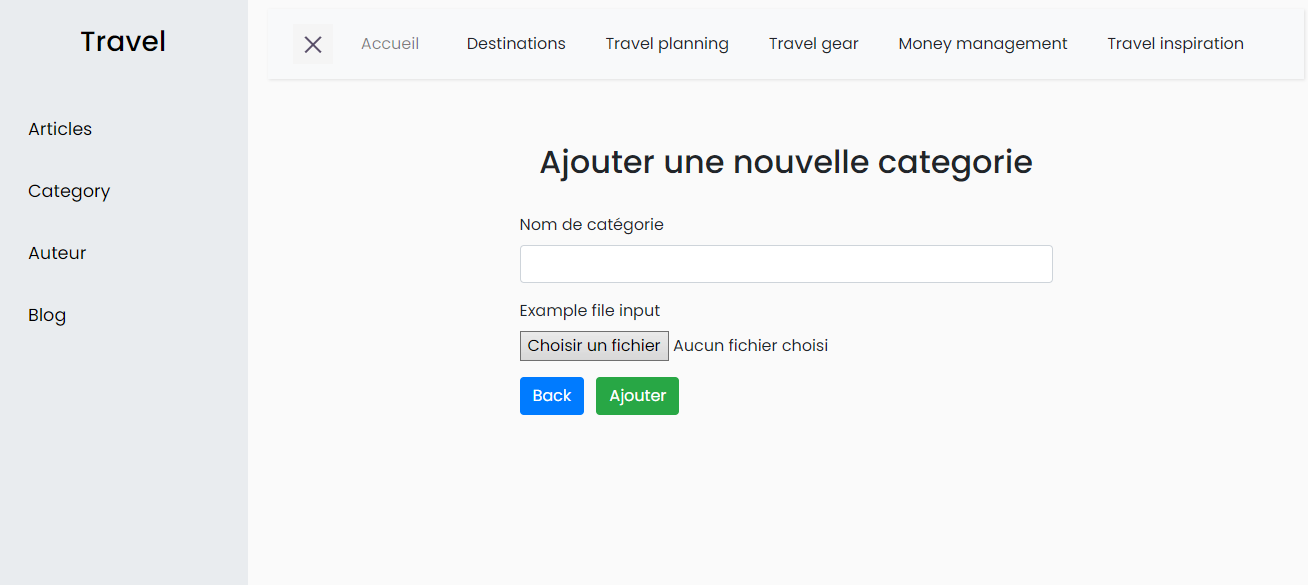 Travel
Articles
Category
Auteur
Blog
Accueil Destinations Travel planning Travel gear Money management Travel inspiration
Ajouter une nouvelle categorie
Nom de catégorie
Example file input
Choisir un fichier Aucun fichier choisi
Back Ajouter